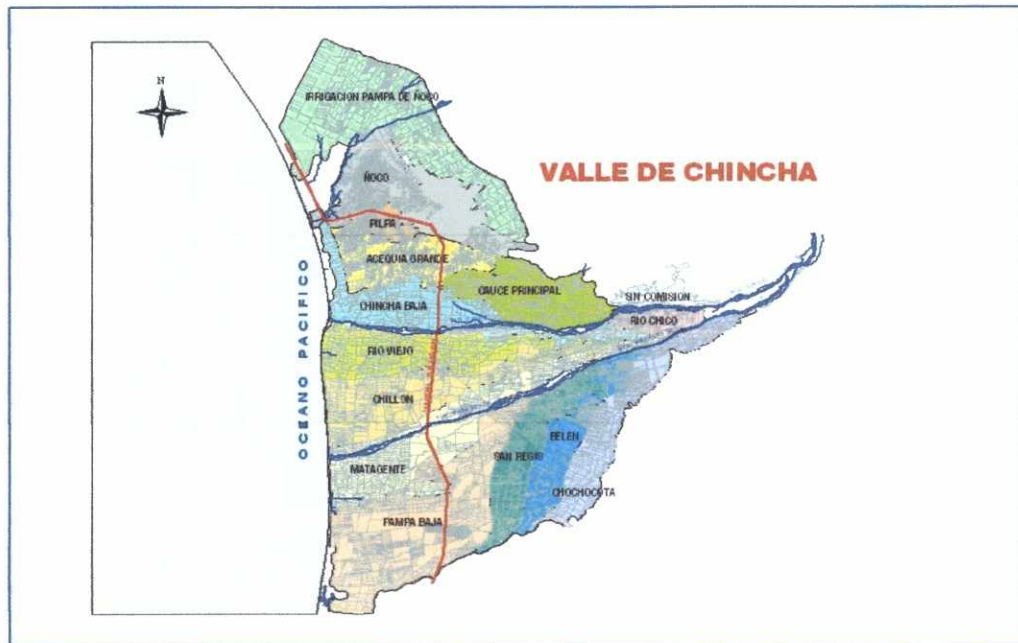 N
IRRIGACION PAMPA DE ÑOCO
VALLE DE CHINCHA
ÑOCO
PILPA
ACEQUIA GRANDE
CAUCE PRINCIPAL
SIN COMISION
CHINCHA BAJA
RIO CHICO
OCEANO PACIFICO
RIO VIEJO
CHILLON
BELEN
SAN REGIS
MATAGENTE
CHOCHOCOTA
PAMPA BAJA